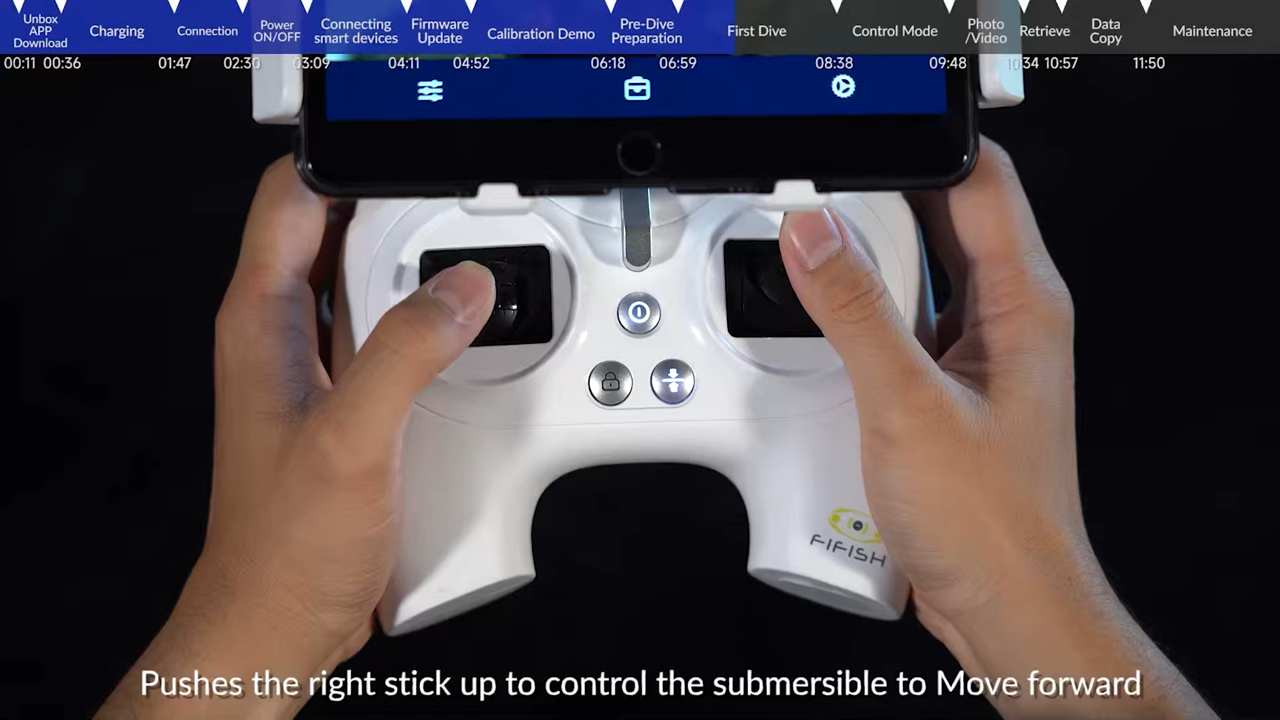 Unbox
APP
Download
Charging
Connection
Power
ON/OFF
Connecting
smart devices
Firmware
Update
Calibration Demo
Pre-Dive
Preparation
First Dive
Control Mode
Photo
/Video
Retrieve
Data
Copy
Maintenance
00:11 00:36 01:47 02:30 03:09 04:11 04:52 06:18 06:59 08:38 09:48 10:34 10:57 11:50
FIFISH
Pushes the right stick up to control the submersible to Move forward